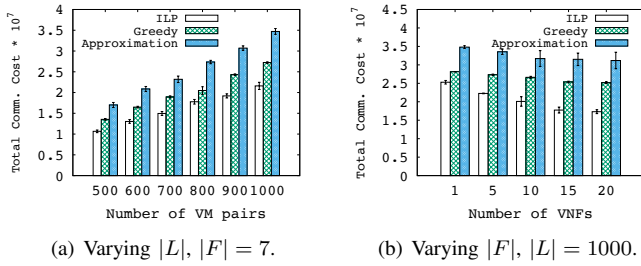 Total Comm. Cost * 10^7
4
3.5
3
2.5
2
1.5
1
0.5
0
ILP
Greedy
Approximation
500 600 700 800 900 1000
Number of VM pairs
(a) Varying |L|, |F| = 7.
Total Comm. Cost * 10^7
4.5
4
3.5
3
2.5
2
1.5
1
0.5
0
ILP
Greedy
Approximation
1 5 10 15 20
Number of VNFs
(b) Varying |F|, |L| = 1000.